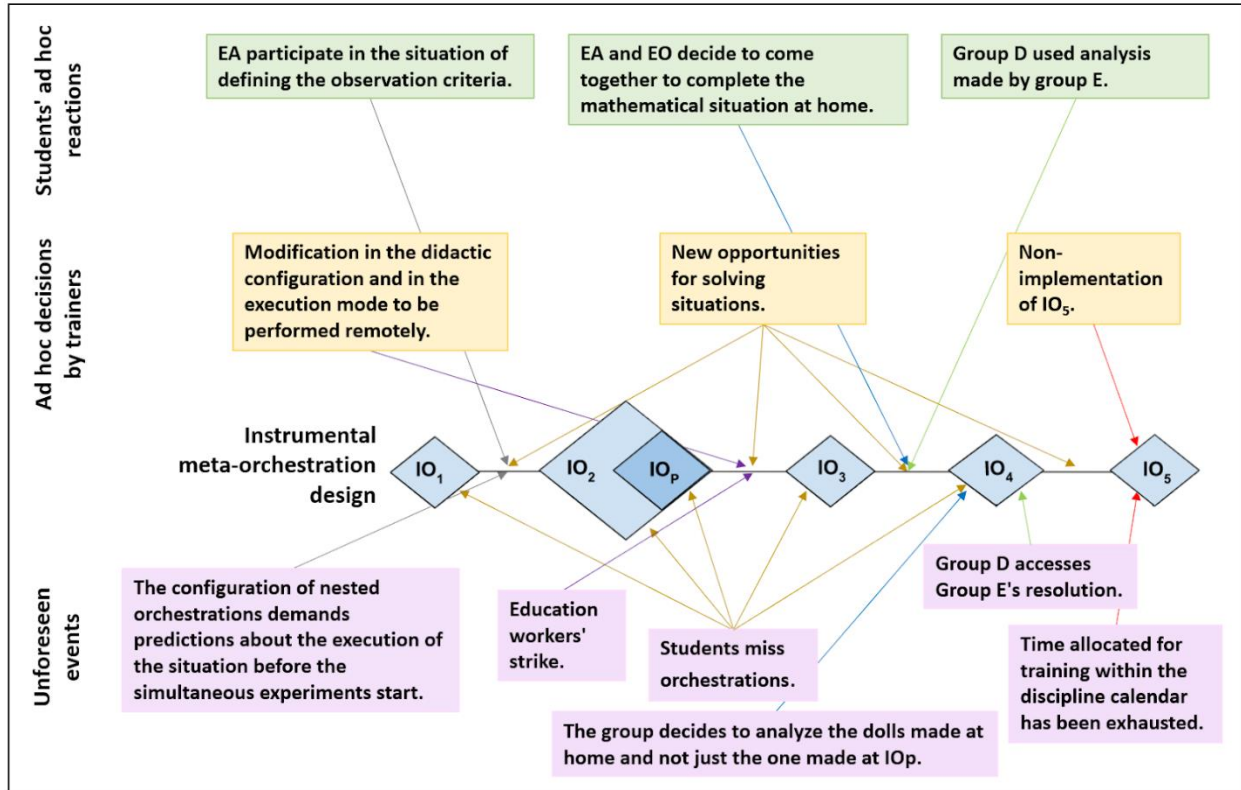 Students' ad hoc
reactions
EA participate in the situation of
defining the observation criteria.
EA and EO decide to come
together to complete the
mathematical situation at home.
Group D used analysis
made by group E.
Ad hoc decisions
by trainers
Modification in the didactic
configuration and in the
execution mode to be
performed remotely.
New opportunities
for solving
situations.
Non-
implementation
of IO5.
Instrumental
meta-orchestration
design
IO1
IO2
IOP
IO3
IO4
IO5
Unforeseen
events
The configuration of nested
orchestrations demands
predictions about the execution of
the situation before the
simultaneous experiments start.
Education
workers'
strike.
Students miss
orchestrations.
The group decides to analyze the dolls made at
home and not just the one made at IOp.
Group D accesses
Group E's resolution.
Time allocated for
training within the
discipline calendar
has been exhausted.